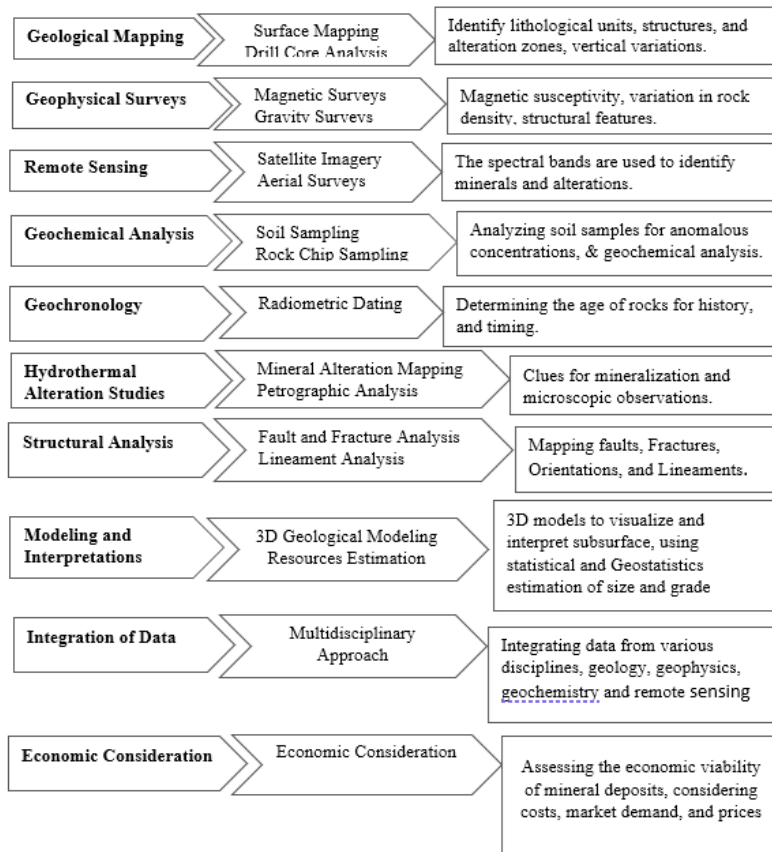 Geological Mapping
Surface Mapping
Drill Core Analysis
Identify lithological units, structures, and
alteration zones, vertical variations.
Geophysical Surveys
Magnetic Surveys
Gravity Surveys
Magnetic susceptivity, variation in rock
density, structural features.
Remote Sensing
Satellite Imagery
Aerial Surveys
The spectral bands are used to identify
minerals and alterations.
Geochemical Analysis
Soil Sampling
Rock Chip Sampling
Analyzing soil samples for anomalous
concentrations, & geochemical analysis.
Geochronology
Radiometric Dating
Determining the age of rocks for history,
and timing.
Hydrothermal
Alteration Studies
Mineral Alteration Mapping
Petrographic Analysis
Clues for mineralization and
microscopic observations.
Structural Analysis
Fault and Fracture Analysis
Lineament Analysis
Mapping faults, Fractures,
Orientations, and Lineaments.
Modeling and
Interpretations
3D Geological Modeling
Resources Estimation
3D models to visualize and
interpret subsurface, using
statistical and Geostatistics
estimation of size and grade
Integration of Data
Multidisciplinary
Approach
Integrating data from various
disciplines, geology, geophysics,
geochemistry and remote sensing
Economic Consideration
Economic Consideration
Assessing the economic viability
of mineral deposits, considering
costs, market demand, and prices